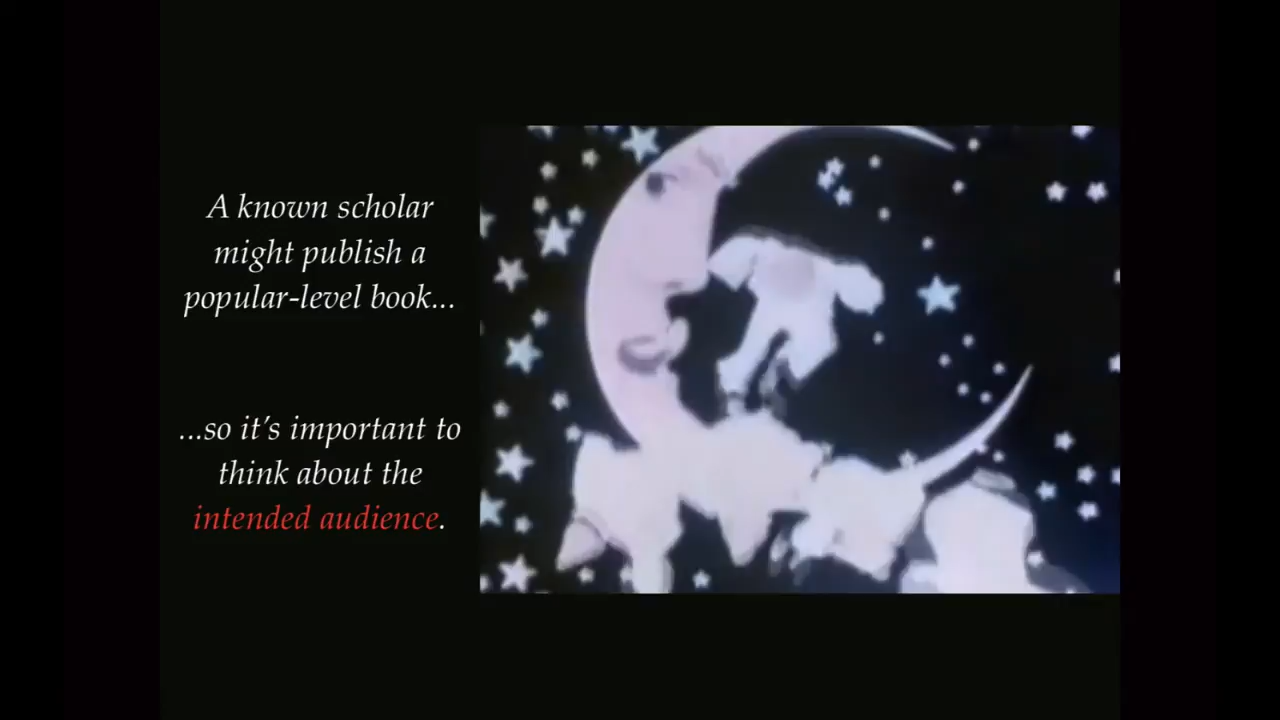 A known scholar
might publish a
popular-level book...
...so it's important to
think about the
intended audience.